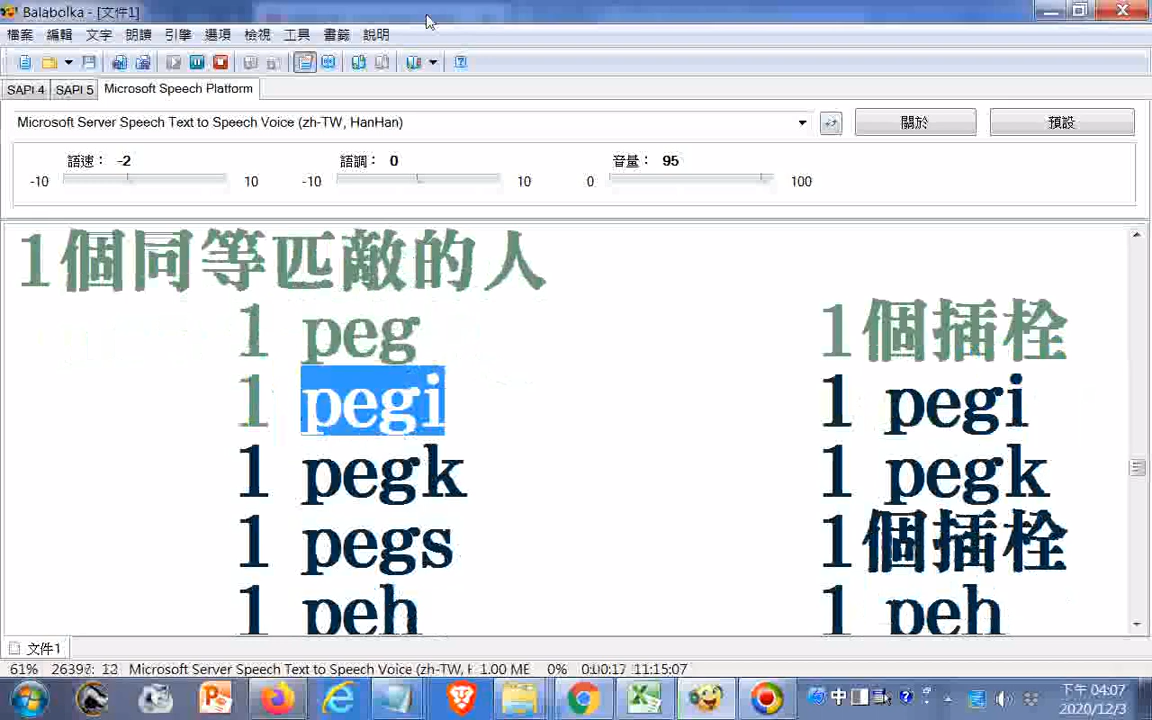 Balabolka - [文件1]
檔案 編輯 文字 朗讀 引擎 選項 檢視 工具 書籤 說明
SAPI 4 SAPI 5 Microsoft Speech Platform
Microsoft Server Speech Text to Speech Voice (zh-TW, HanHan) 關於 預設
語速： -2 語調： 0 音量： 95
-10 10 -10 10 0 100
1個同等匹敵的人
1 peg 1個插栓
1 pegi 1 pegi
1 pegk 1 pegk
1 pegs 1個插栓
1 peh 1 peh
文件1
61% 26397: 12 Microsoft Server Speech Text to Speech Voice (zh-TW, H 1.00 ME 0% 0:00:17 11:15:07
中 下午 04:07
2020/12/3